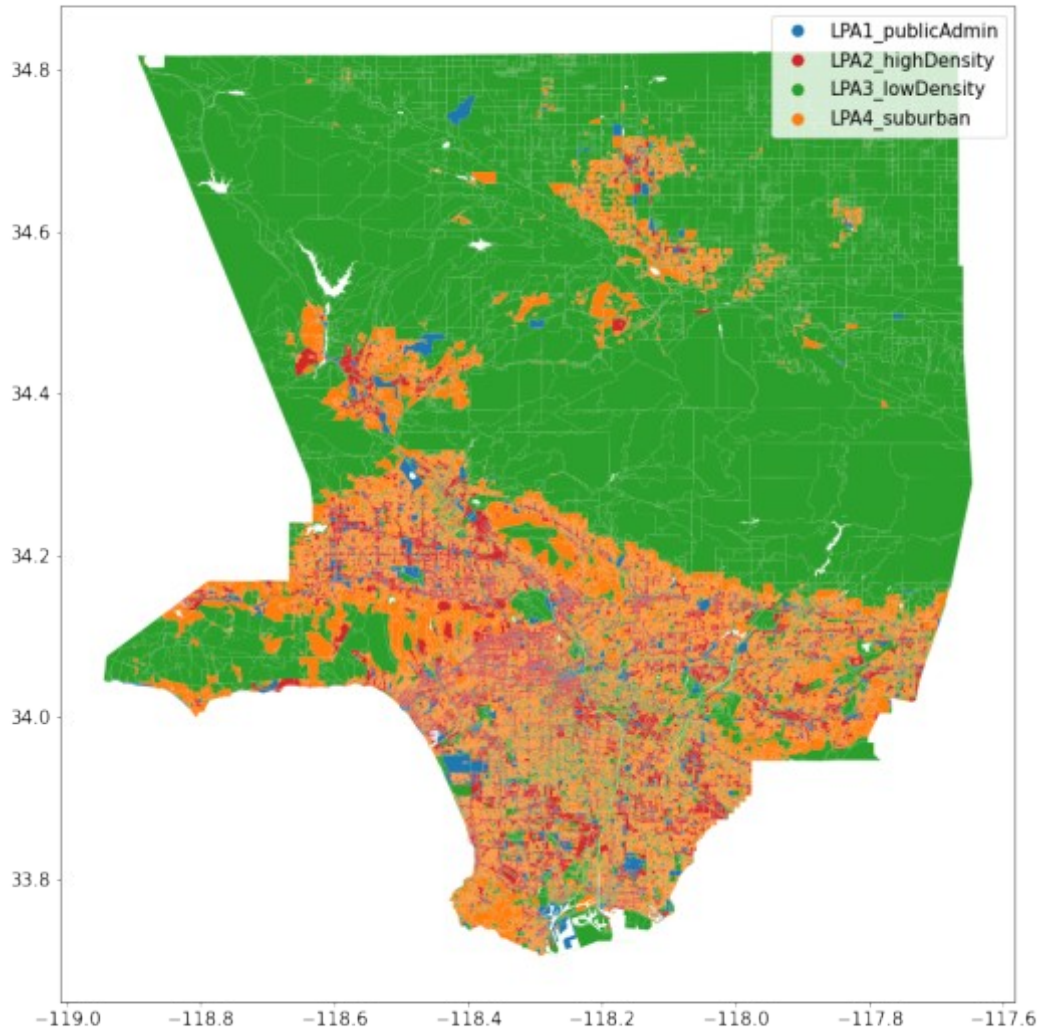 LPA1_publicAdmin
LPA2_highDensity
LPA3_lowDensity
LPA4_suburban
34.8
34.6
34.4
34.2
34.0
33.8
−119.0 −118.8 −118.6 −118.4 −118.2 −118.0 −117.8 −117.6